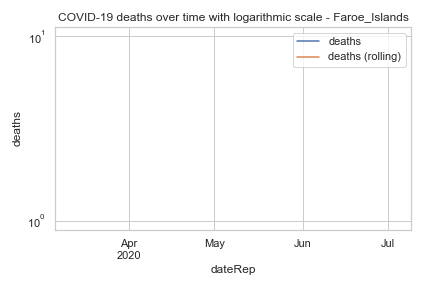 COVID-19 deaths over time with logarithmic scale - Faroe_Islands
deaths
deaths (rolling)
10¹
deaths
10⁰
Apr
2020
May
Jun
Jul
dateRep